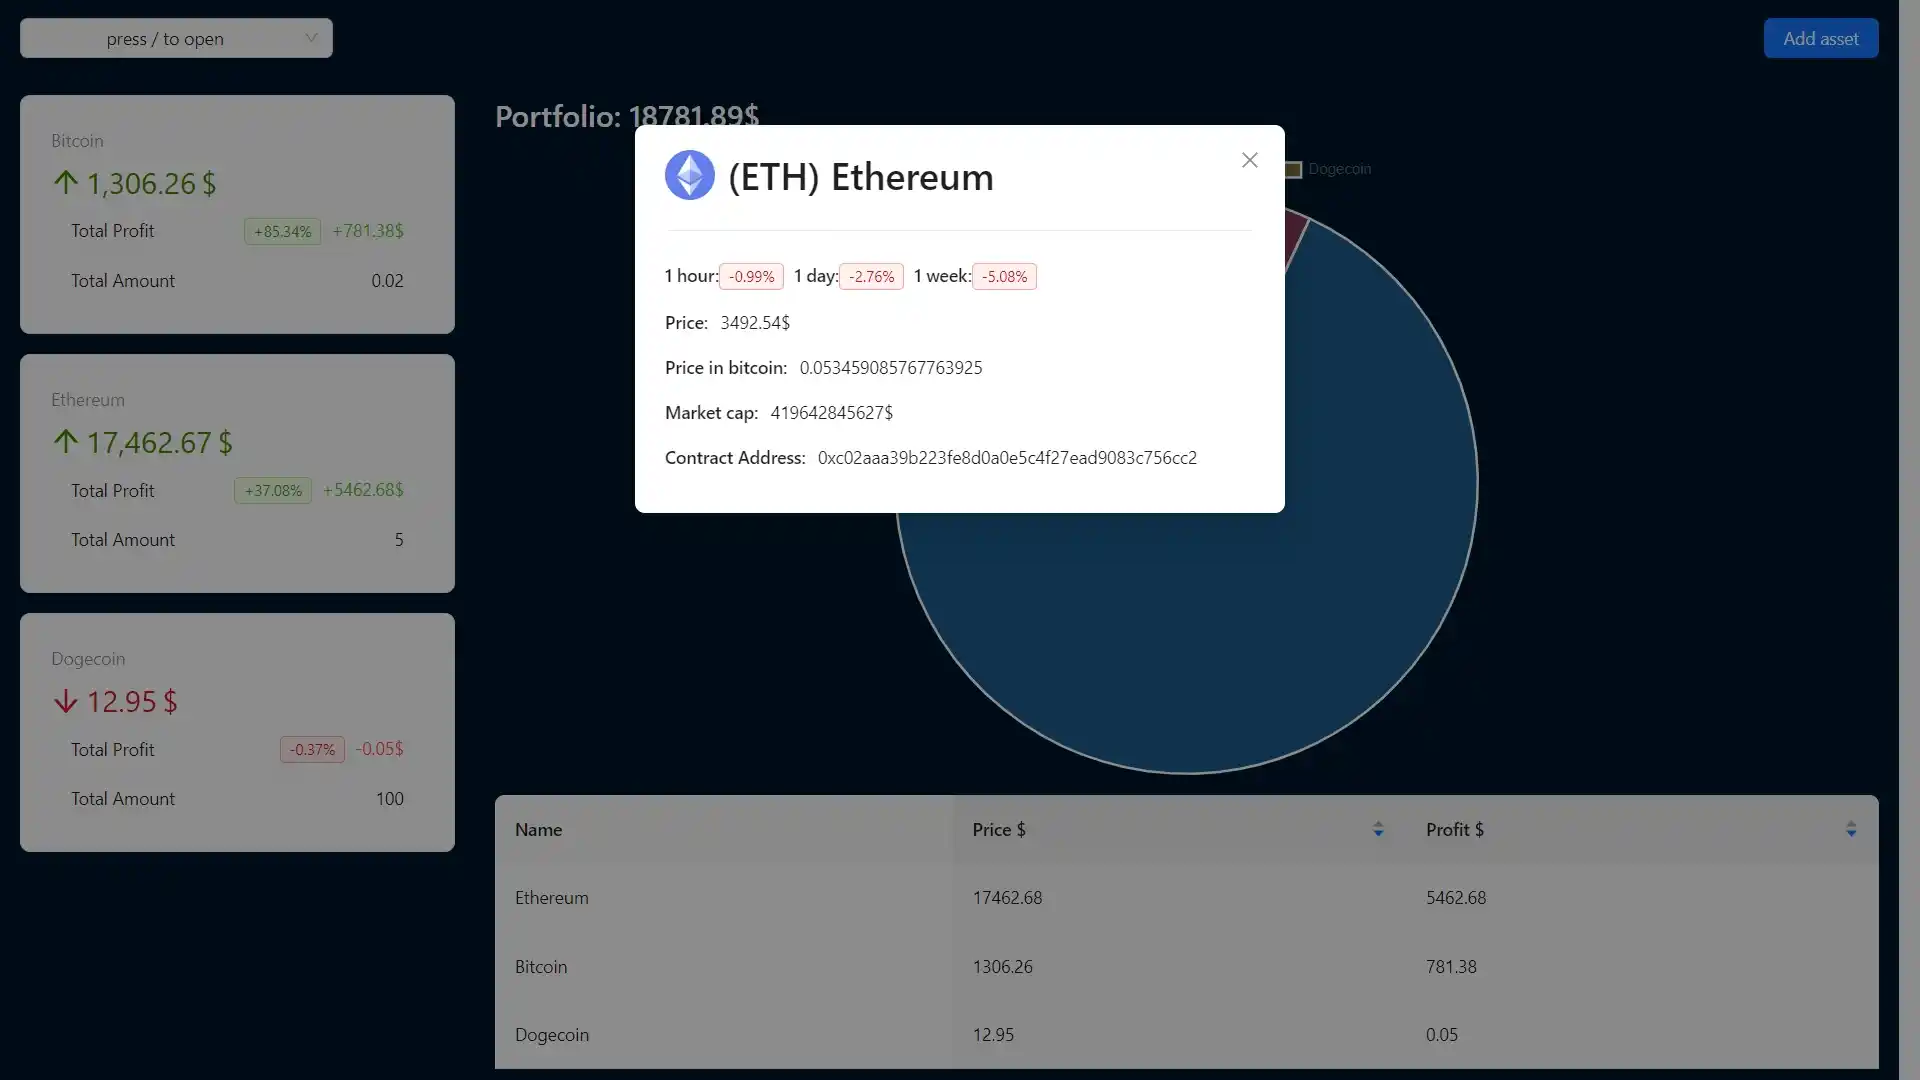 press / to open
Add asset
Portfolio: 18781.89$
Bitcoin
1,306.26 $
Total Profit +85.34% +781.38$
Total Amount 0.02
Ethereum
17,462.67 $
Total Profit +37.08% +5462.68$
Total Amount 5
Dogecoin
12.95 $
Total Profit -0.37% -0.05$
Total Amount 100
Dogecoin
(ETH) Ethereum
1 hour: -0.99% 1 day: -2.76% 1 week: -5.08%
Price: 3492.54$
Price in bitcoin: 0.053459085767763925
Market cap: 419642845627$
Contract Address: 0xc02aaa39b223fe8d0a0e5c4f27ead9083c756cc2
Name Price $ Profit $
Ethereum 17462.68 5462.68
Bitcoin 1306.26 781.38
Dogecoin 12.95 0.05